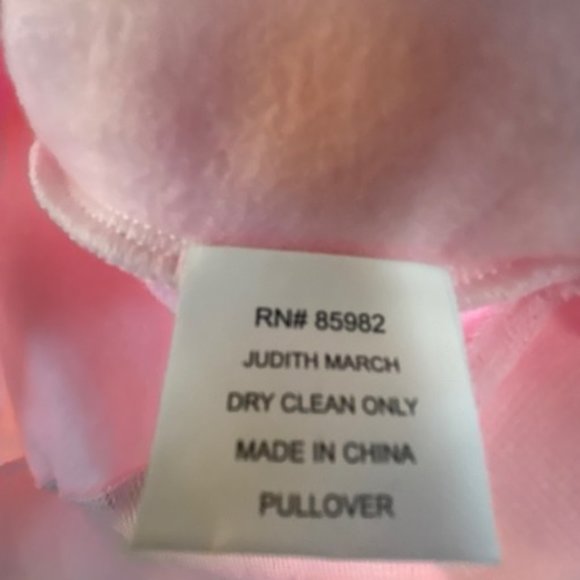 RN# 85982
JUDITH MARCH
DRY CLEAN ONLY
MADE IN CHINA
PULLOVER